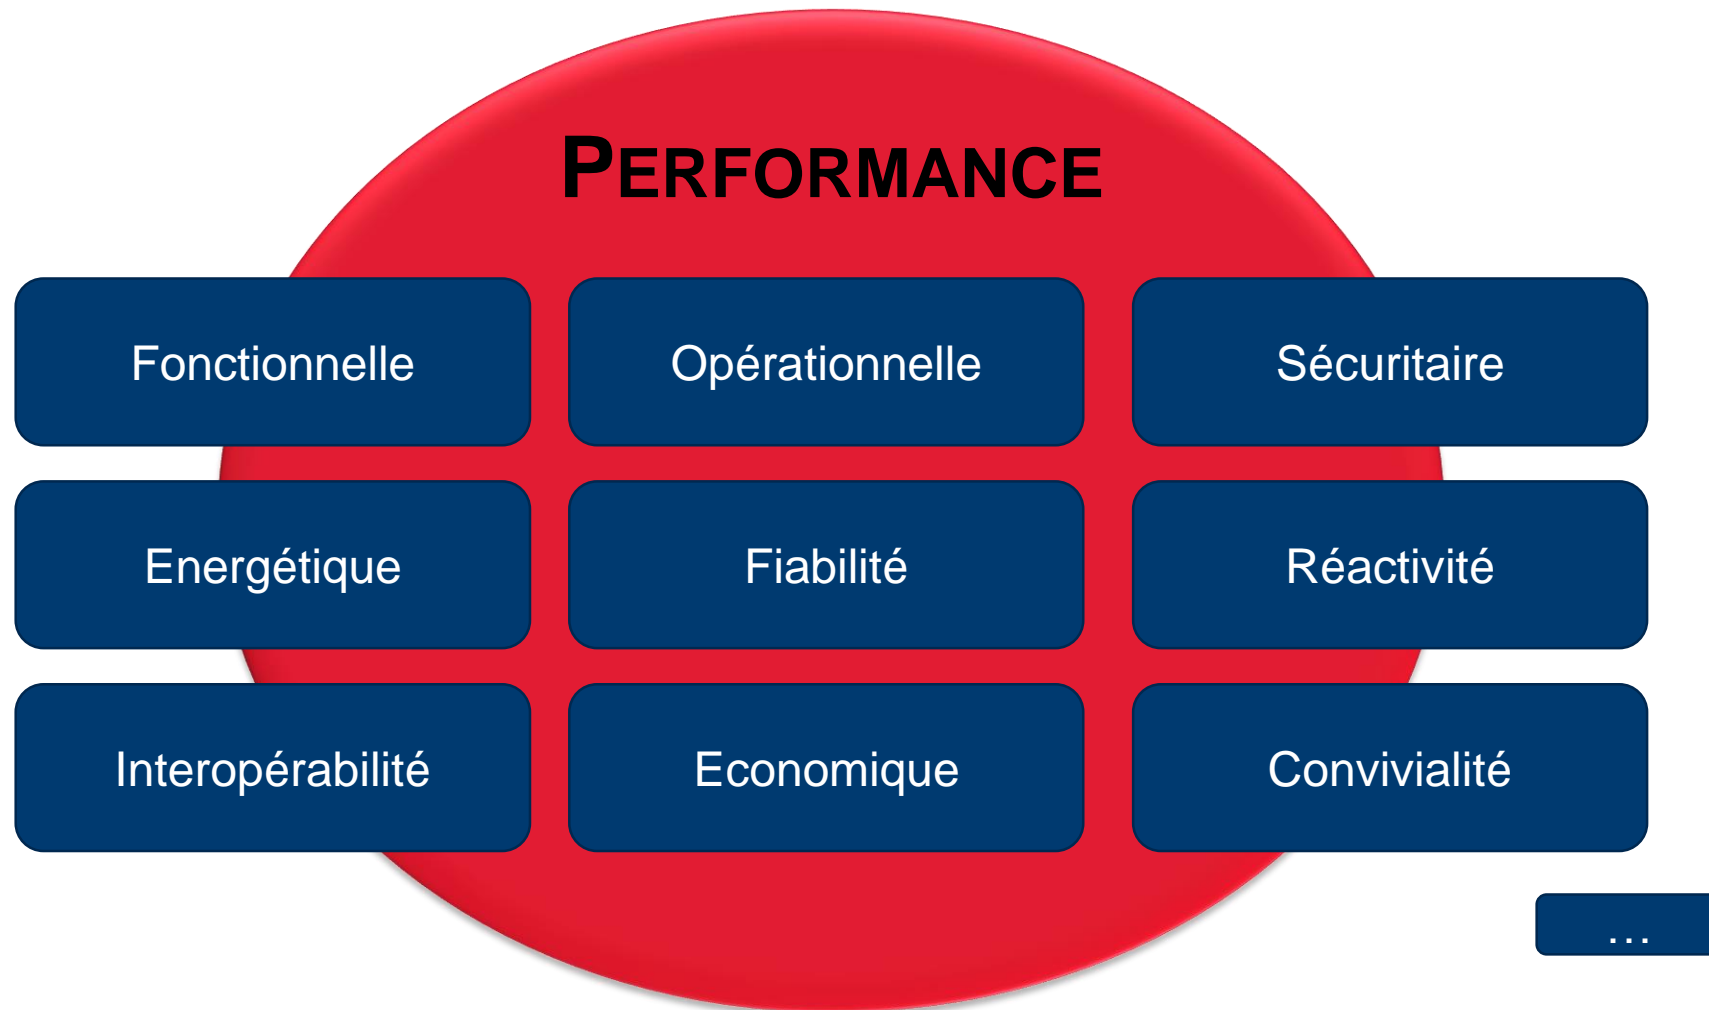 PERFORMANCE
Fonctionnelle
Opérationnelle
Sécuritaire
Energétique
Fiabilité
Réactivité
Interopérabilité
Economique
Convivialité
...